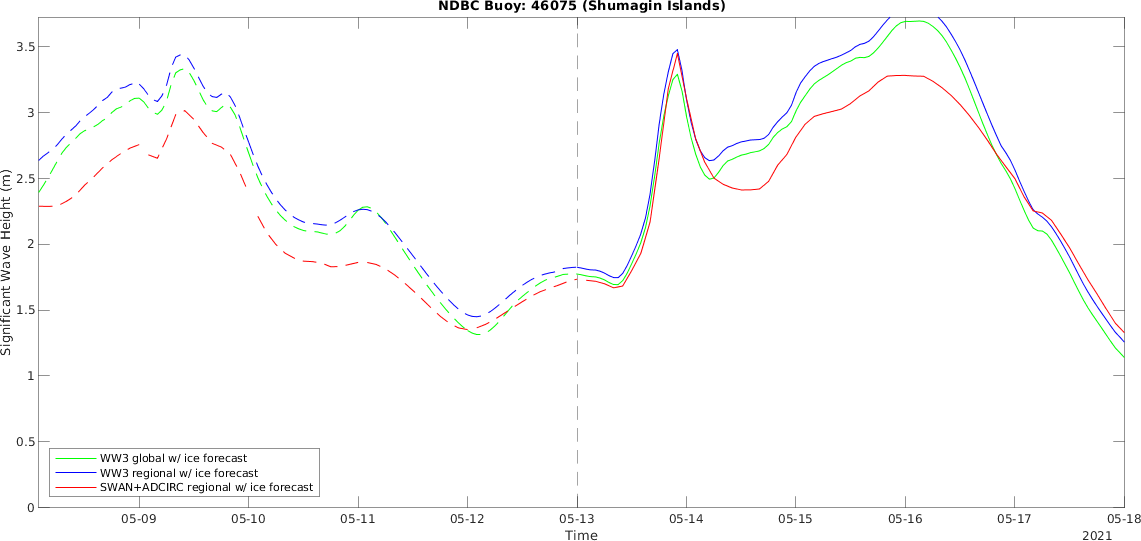 NDBC Buoy: 46075 (Shumagin Islands)
Significant Wave Height (m)
3.5
3
2.5
2
1.5
1
0.5
0
WW3 global w/ ice forecast
WW3 regional w/ ice forecast
SWAN+ADCIRC regional w/ ice forecast
05-09 05-10 05-11 05-12 05-13 05-14 05-15 05-16 05-17 05-18
Time
2021